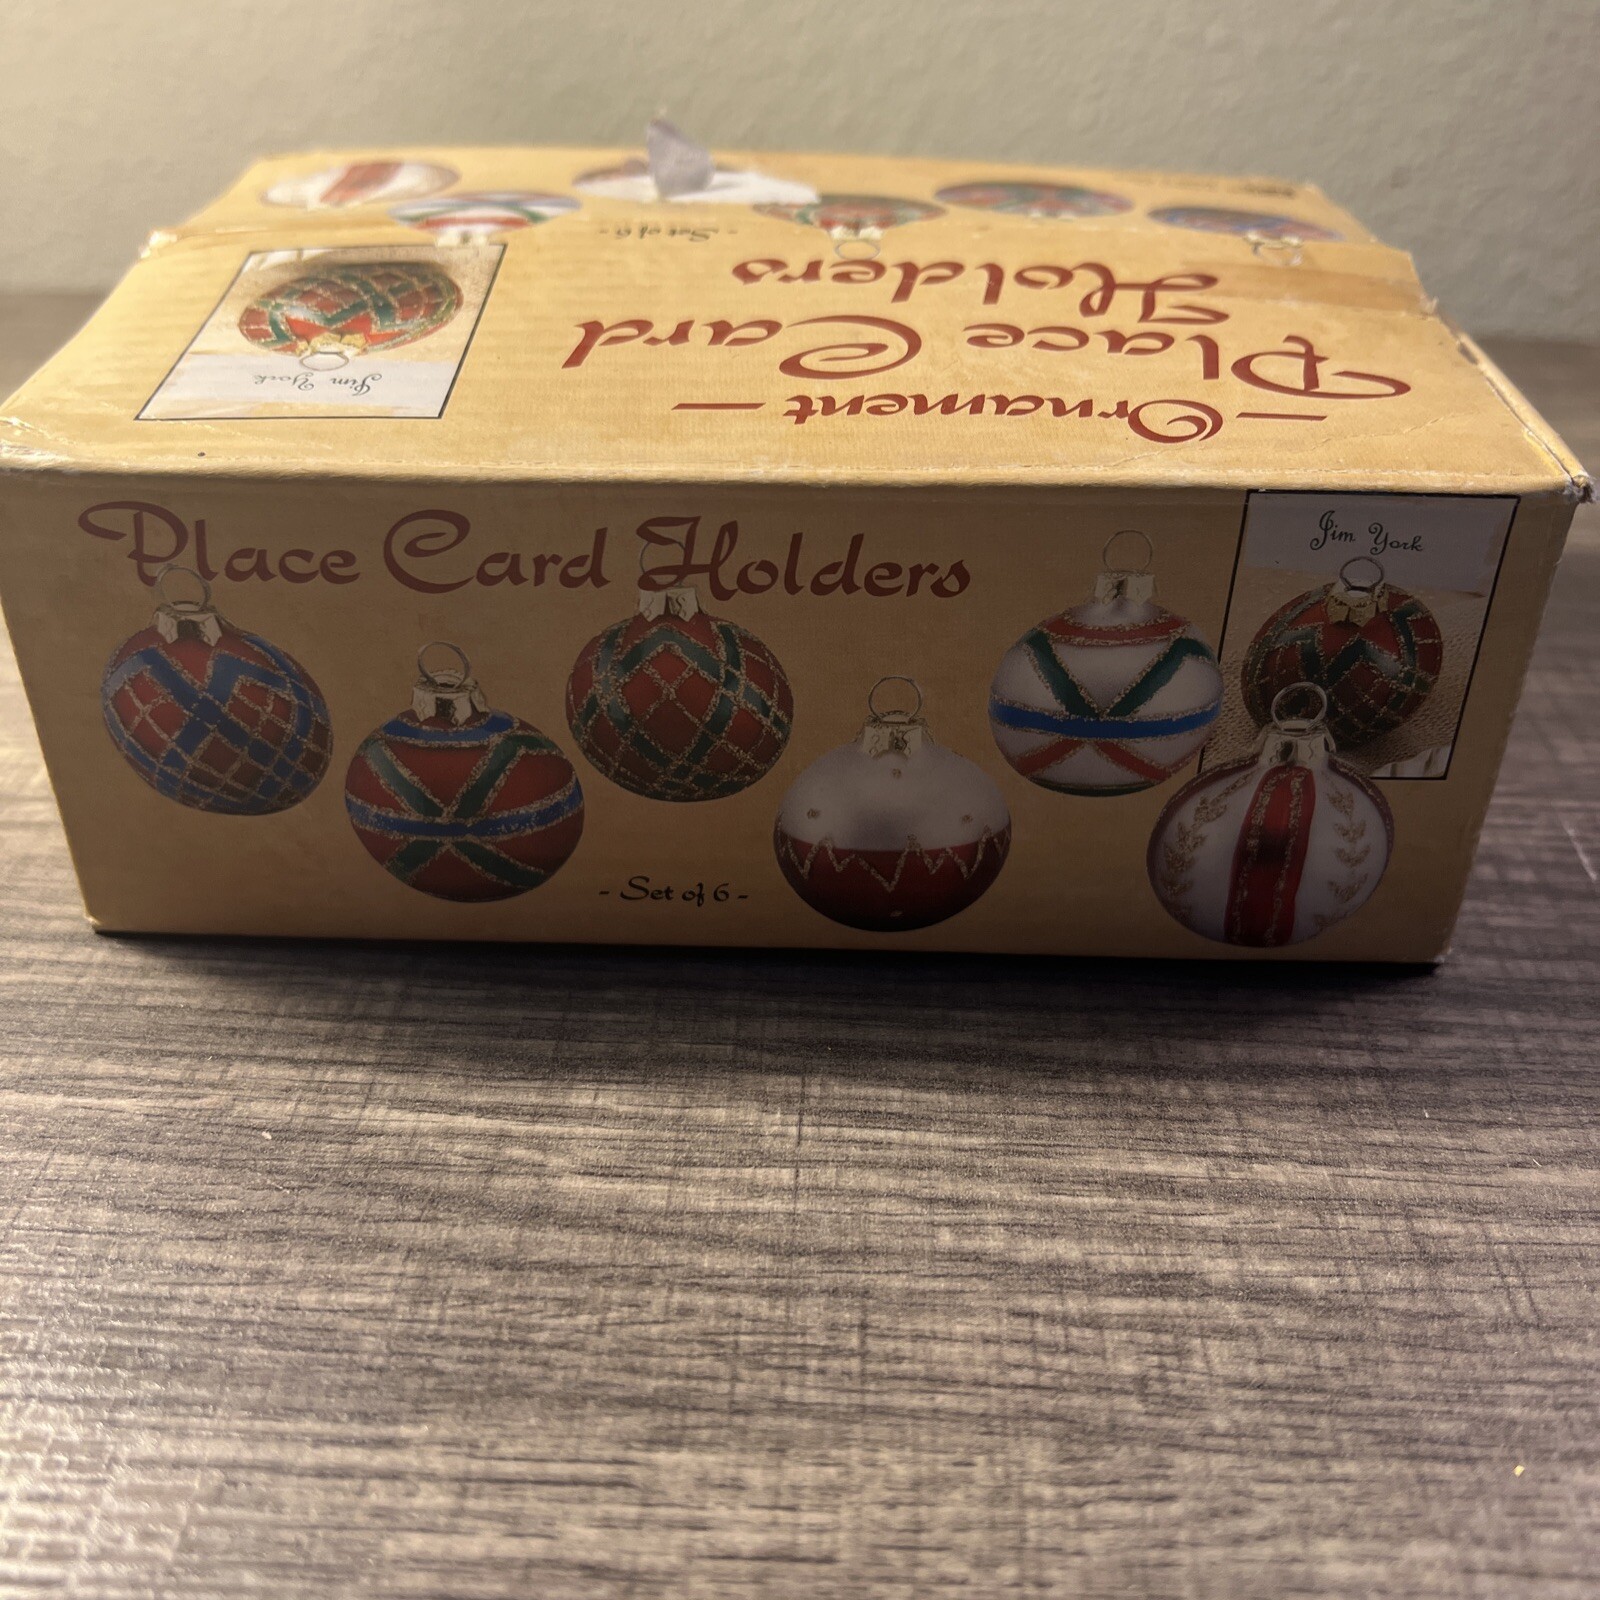 - Set of 6 -
— Ornament —
Place Card
Holders
Jim York
Place Card Holders
Jim York
- Set of 6 -